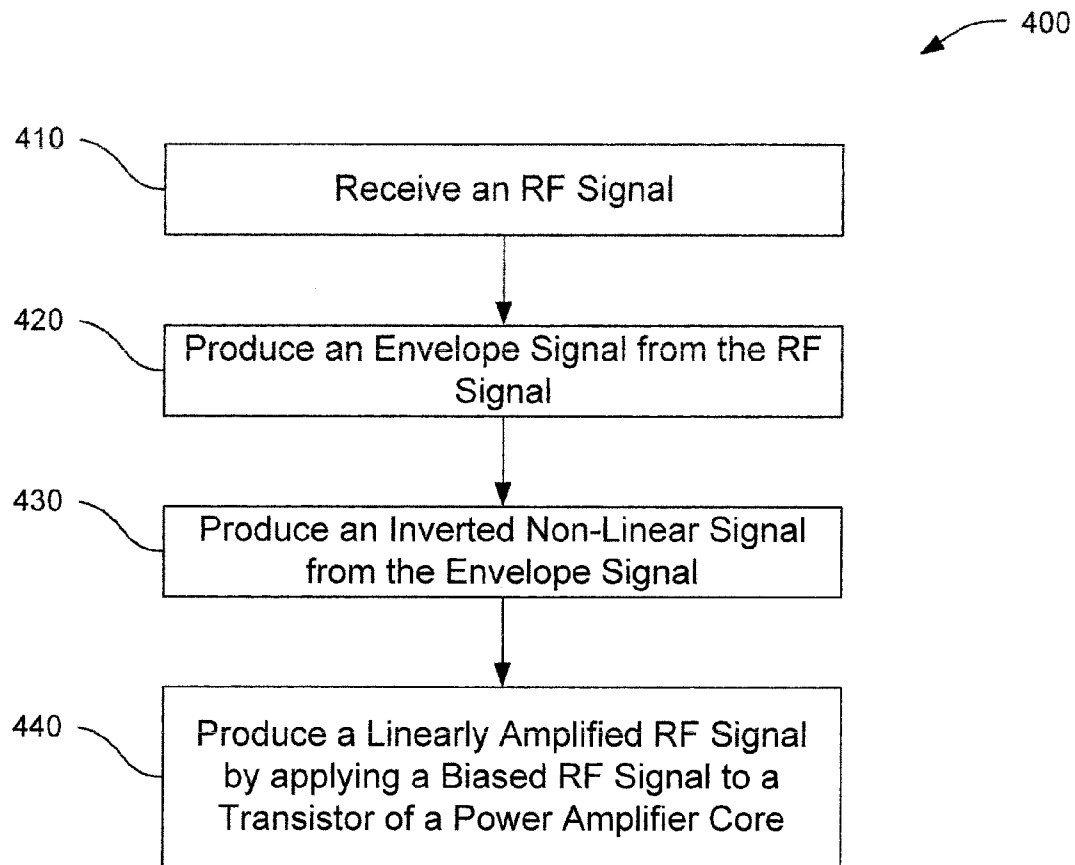 400
410
Receive an RF Signal
420
Produce an Envelope Signal from the RF
Signal
430
Produce an Inverted Non-Linear Signal
from the Envelope Signal
440
Produce a Linearly Amplified RF Signal
by applying a Biased RF Signal to a
Transistor of a Power Amplifier Core